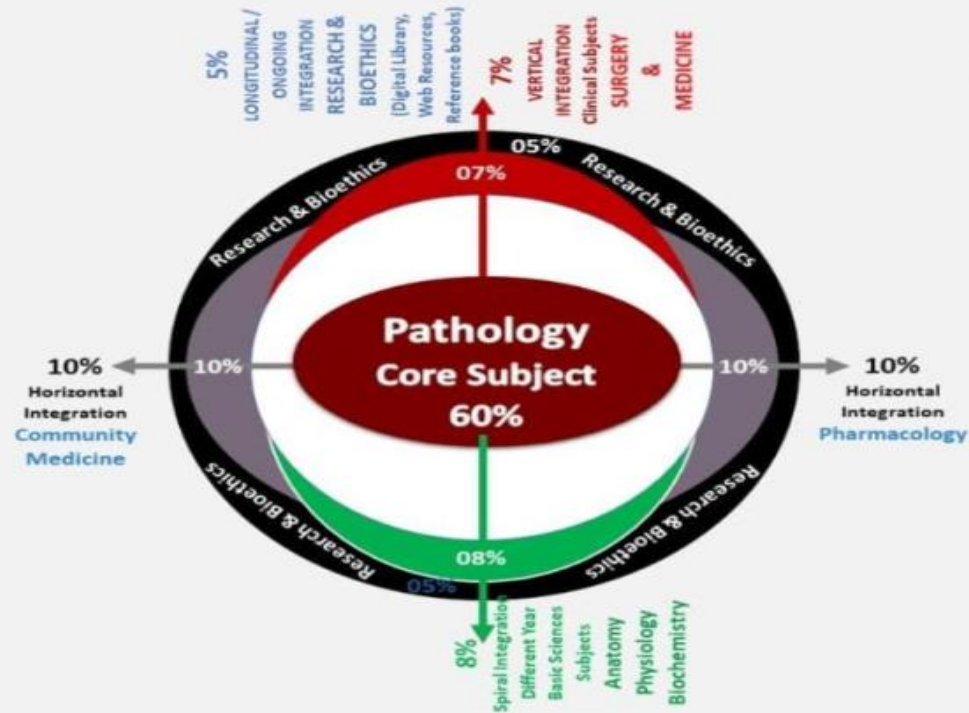 5%
LONGITUDINAL /
ONGOING
INTEGRATION
RESEARCH &
BIOETHICS
(Digital Library,
Web Resources,
Reference books)
7%
VERTICAL
INTEGRATION
Clinical Subjects
SURGERY
&
MEDICINE
05%
Research & Bioethics
Research & Bioethics
07%
Pathology
Core Subject
60%
10%
10%
10%
Horizontal
Integration
Community
Medicine
10%
Horizontal
Integration
Pharmacology
Research & Bioethics
Research & Bioethics
08%
05%
8%
Spiral Integration
Different Year
Basic Sciences
Subjects
Anatomy
Physiology
Biochemistry